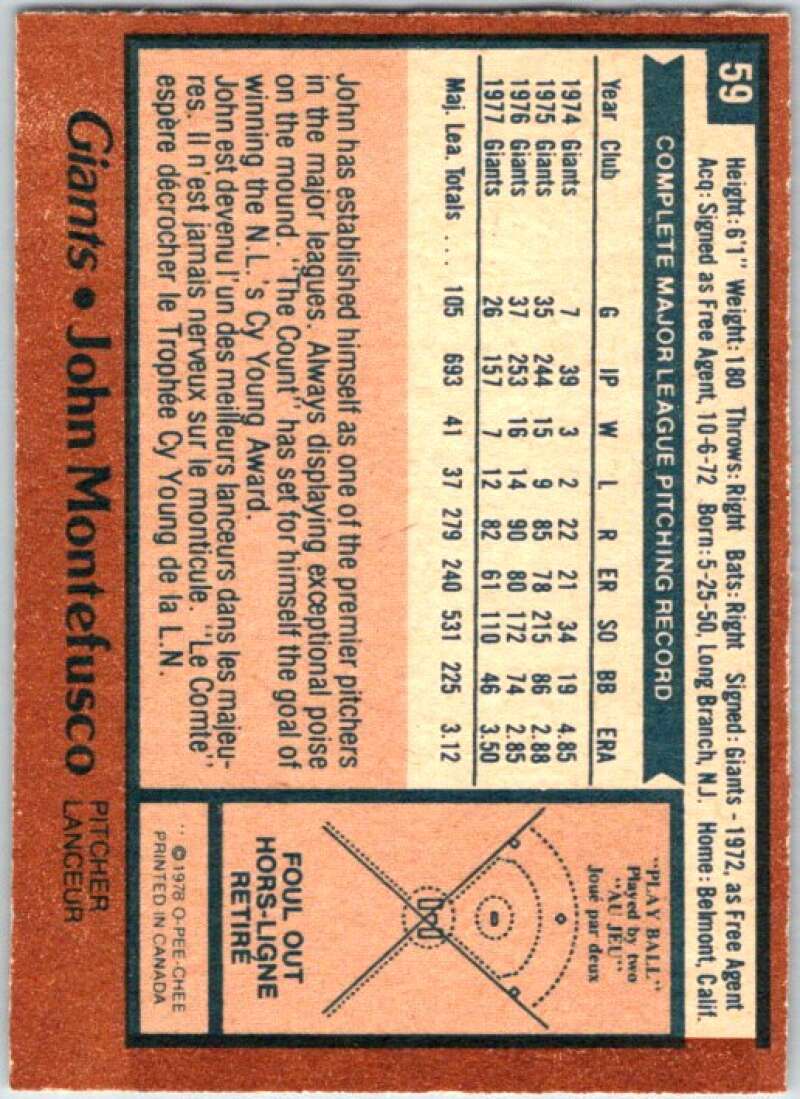 59
Height: 6'1" Weight: 180 Throws: Right Bats: Right Signed: Giants - 1972, as Free Agent
Acq: Signed as Free Agent, 10-6-72 Born: 5-25-50, Long Branch, N.J. Home: Belmont, Calif.
COMPLETE MAJOR LEAGUE PITCHING RECORD
Year Club G IP W L R ER SO BB ERA
1974 Giants 7 39 3 2 22 21 34 19 4.85
1975 Giants 35 244 15 9 85 78 215 86 2.88
1976 Giants 37 253 16 14 90 80 172 74 2.85
1977 Giants 26 157 7 12 82 61 110 46 3.50
Maj. Lea. Totals .... 105 693 41 37 279 240 531 225 3.12
John has established himself as one of the premier pitchers
in the major leagues. Always displaying exceptional poise
on the mound. "The Count" has set for himself the goal of
winning the N.L.'s Cy Young Award.
John est devenu l'un des meilleurs lanceurs dans les majeu-
res. Il n'est jamais nerveux sur le monticule. "Le Comte"
espère décrocher le Trophée Cy Young de la L.N.
"PLAY BALL"
Played by two
"AU JEU"
Joué par deux
FOUL OUT
HORS-LIGNE
RETIRÉ
** © 1978 O-PEE-CHEE
PRINTED IN CANADA
Giants • John Montefusco PITCHER
LANCEUR